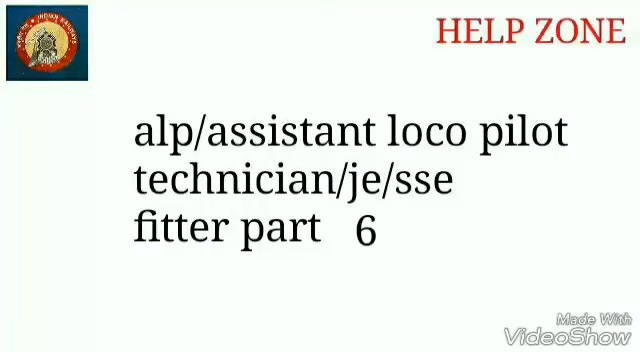 HELP ZONE
alp/assistant loco pilot
technician/je/sse
fitter part 6
Made With
VideoShow